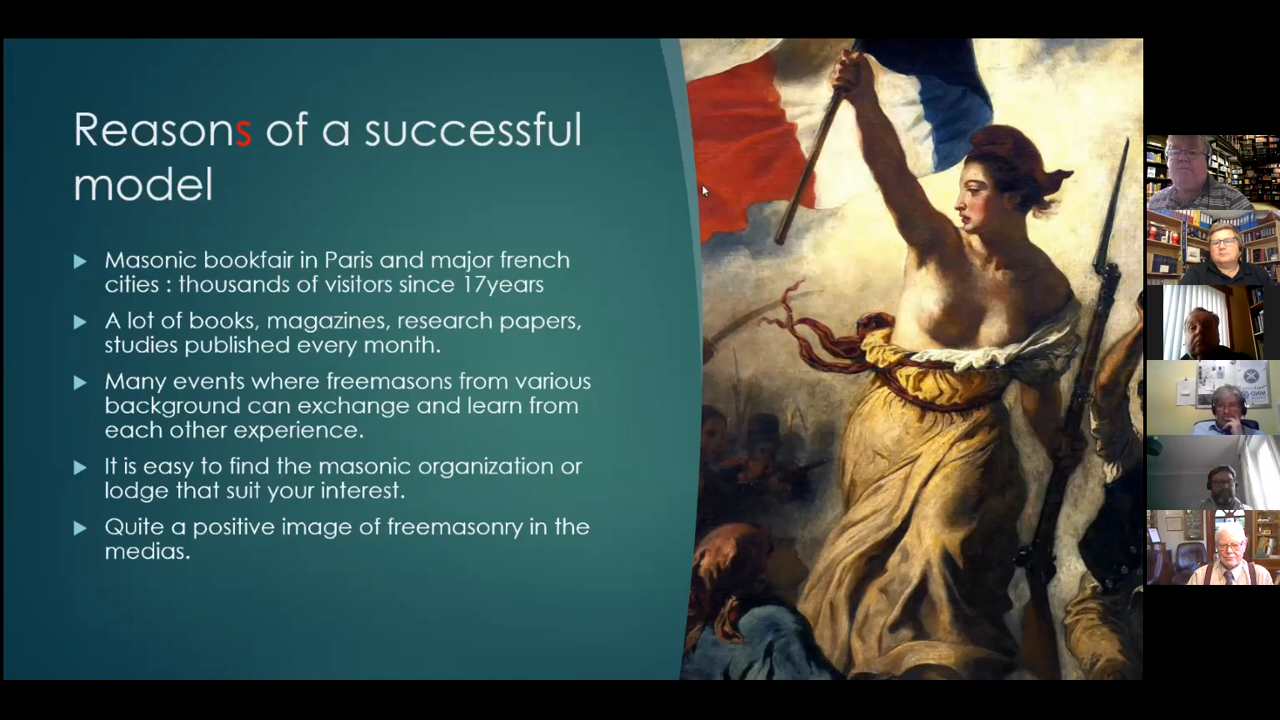 Reasons of a successful
model
Masonic bookfair in Paris and major french
cities : thousands of visitors since 17years
A lot of books, magazines, research papers,
studies published every month.
Many events where freemasons from various
background can exchange and learn from
each other experience.
It is easy to find the masonic organization or
lodge that suit your interest.
Quite a positive image of freemasonry in the
medias.